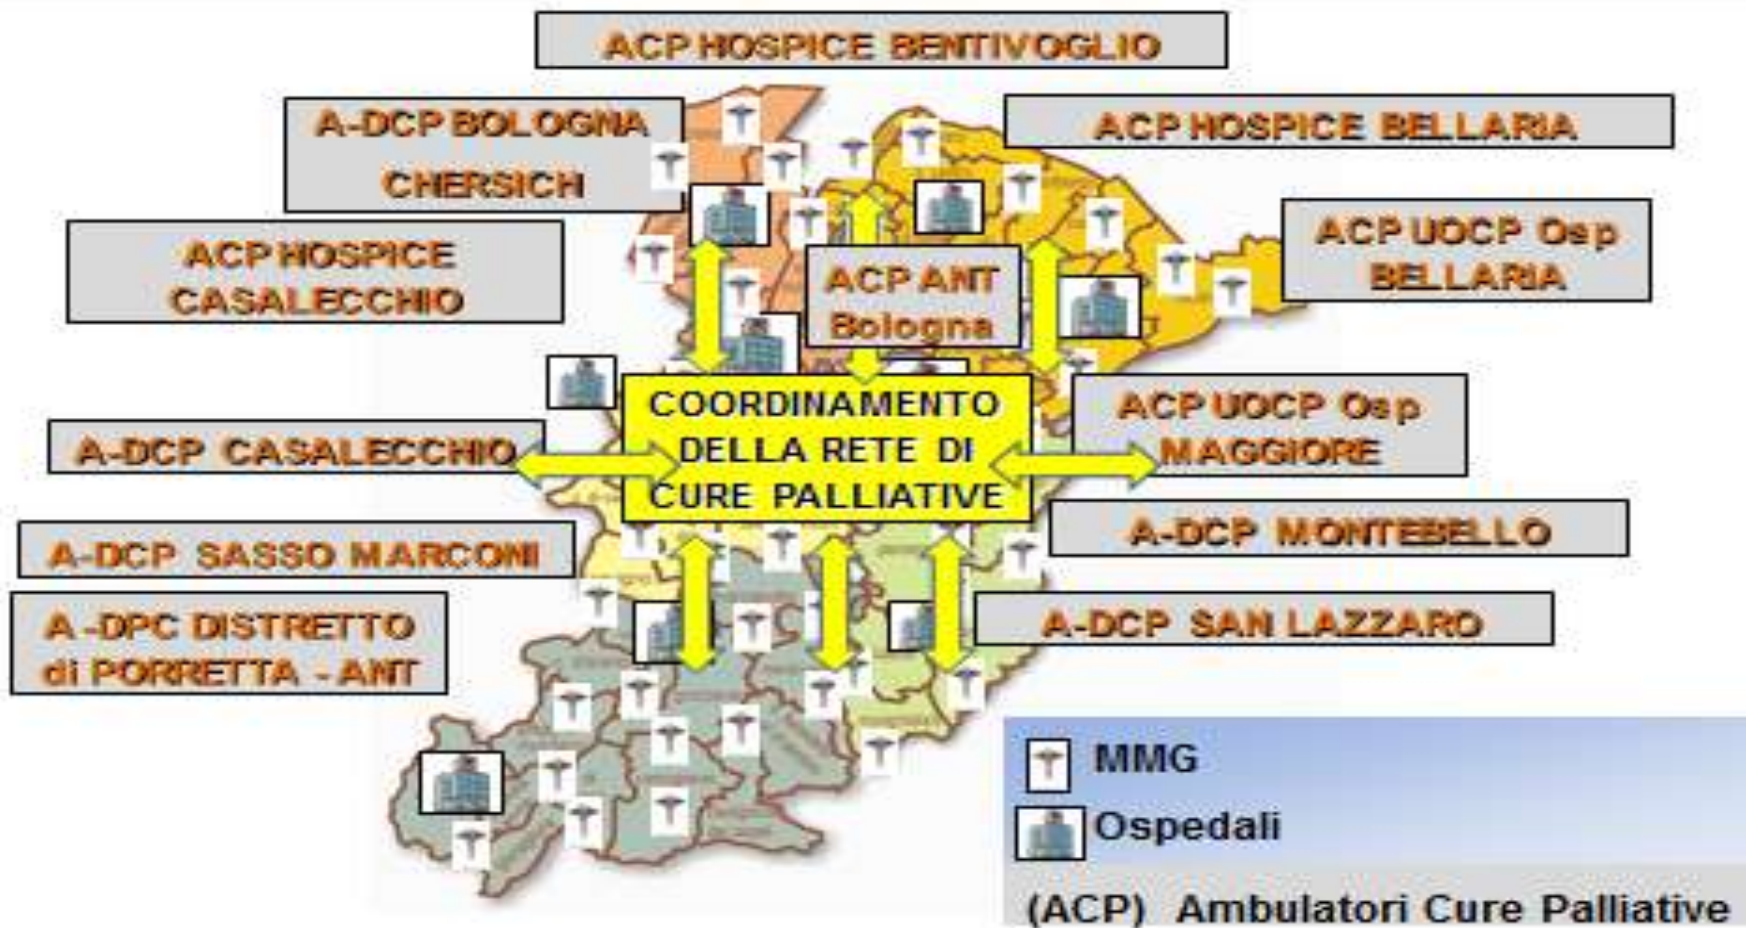 ACP HOSPICE BENTIVOGLIO
A-DCP BOLOGNA
CHERSICH
ACP HOSPICE BELLARIA
ACP HOSPICE
CASALECCHIO
ACP ANT
Bologna
ACP UOCP Osp
BELLARIA
COORDINAMENTO
DELLA RETE DI
CURE PALLIATIVE
ACP UOCP Osp
MAGGIORE
A-DCP CASALECCHIO
A-DCP SASSO MARCONI
A-DCP MONTEBELLO
A -DPC DISTRETTO
di PORRETTA - ANT
A-DCP SAN LAZZARO
MMG
Ospedali
(ACP) Ambulatori Cure Palliative